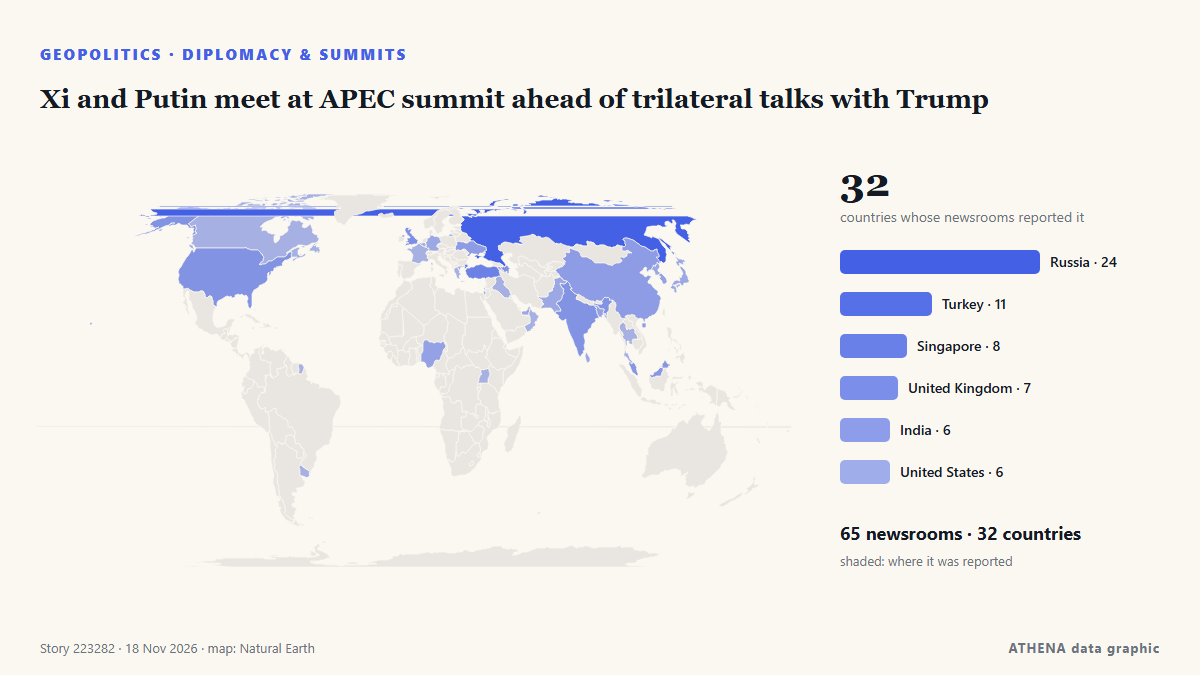 GEOPOLITICS · DIPLOMACY & SUMMITS
Xi and Putin meet at APEC summit ahead of trilateral talks with Trump
32
countries whose newsrooms reported it
Russia · 24
Turkey · 11
Singapore · 8
United Kingdom · 7
India · 6
United States · 6
65 newsrooms · 32 countries
shaded: where it was reported
Story 223282 · 18 Nov 2026 · map: Natural Earth
ATHENA data graphic